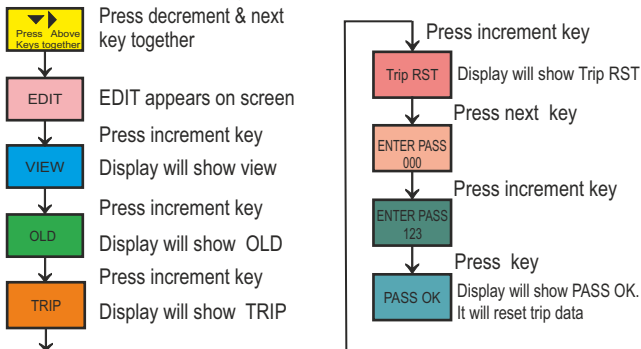 Press Above
Keys together
Press decrement & next
key together
EDIT
EDIT appears on screen
Press increment key
VIEW
Display will show view
Press increment key
OLD
Display will show OLD
Press increment key
TRIP
Display will show TRIP
Press increment key
Trip RST
Display will show Trip RST
Press next key
ENTER PASS
000
Press increment key
ENTER PASS
123
Press key
PASS OK
Display will show PASS OK.
It will reset trip data